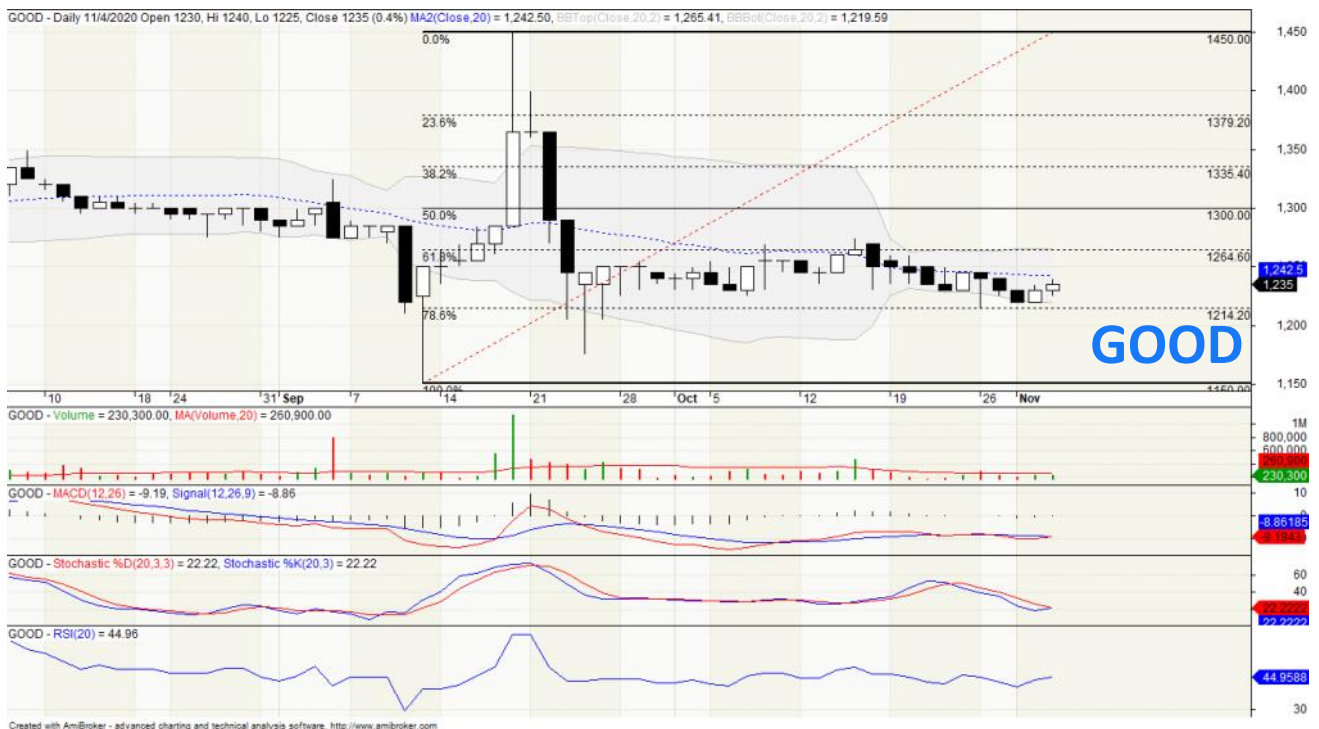 GOOD - Daily 11/4/2020 Open 1230, Hi 1240, Lo 1225, Close 1235 (0.4%) MA2(Close,20) = 1,242.50, BBTop(Close,20,2) = 1,265.41, BBBot(Close,20,2) = 1,219.59
1,450
0.0% 1450.00
1,400
23.6% 1379.20
1,350
38.2% 1335.40
50.0% 1300.00 1,300
61.8% 1264.60
1,242.5
1,235
78.6% 1214.20
1,200
GOOD
100.0% 1150.00 1,150
10 18 24 31 Sep 7 14 21 28 Oct 5 12 19 26 Nov
GOOD - Volume = 230,300.00, MA(Volume,20) = 260,900.00
1M
800,000
600,000
260,900
230,300
GOOD - MACD(12,26) = -9.19, Signal(12,26,9) = -8.86
10
0
-8.86185
-9.1943
GOOD - Stochastic %D(20,3,3) = 22.22, Stochastic %K(20,3) = 22.22
60
40
22.2222
22.2222
GOOD - RSI(20) = 44.96
44.9588
30
Created with AmiBroker - advanced charting and technical analysis software. http://www.amibroker.com